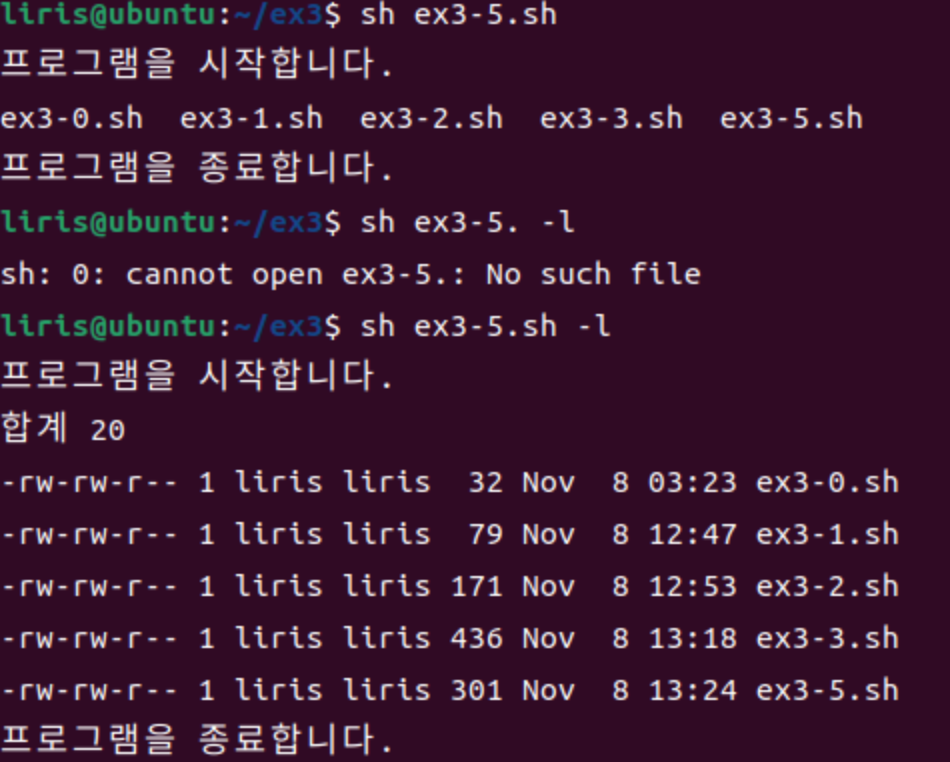 liris@ubuntu:~/ex3$ sh ex3-5.sh
프로그램을 시작합니다.
ex3-0.sh  ex3-1.sh  ex3-2.sh  ex3-3.sh  ex3-5.sh
프로그램을 종료합니다.
liris@ubuntu:~/ex3$ sh ex3-5. -l
sh: 0: cannot open ex3-5.: No such file
liris@ubuntu:~/ex3$ sh ex3-5.sh -l
프로그램을 시작합니다.
합계 20
-rw-rw-r-- 1 liris liris  32 Nov  8 03:23 ex3-0.sh
-rw-rw-r-- 1 liris liris  79 Nov  8 12:47 ex3-1.sh
-rw-rw-r-- 1 liris liris 171 Nov  8 12:53 ex3-2.sh
-rw-rw-r-- 1 liris liris 436 Nov  8 13:18 ex3-3.sh
-rw-rw-r-- 1 liris liris 301 Nov  8 13:24 ex3-5.sh
프로그램을 종료합니다.